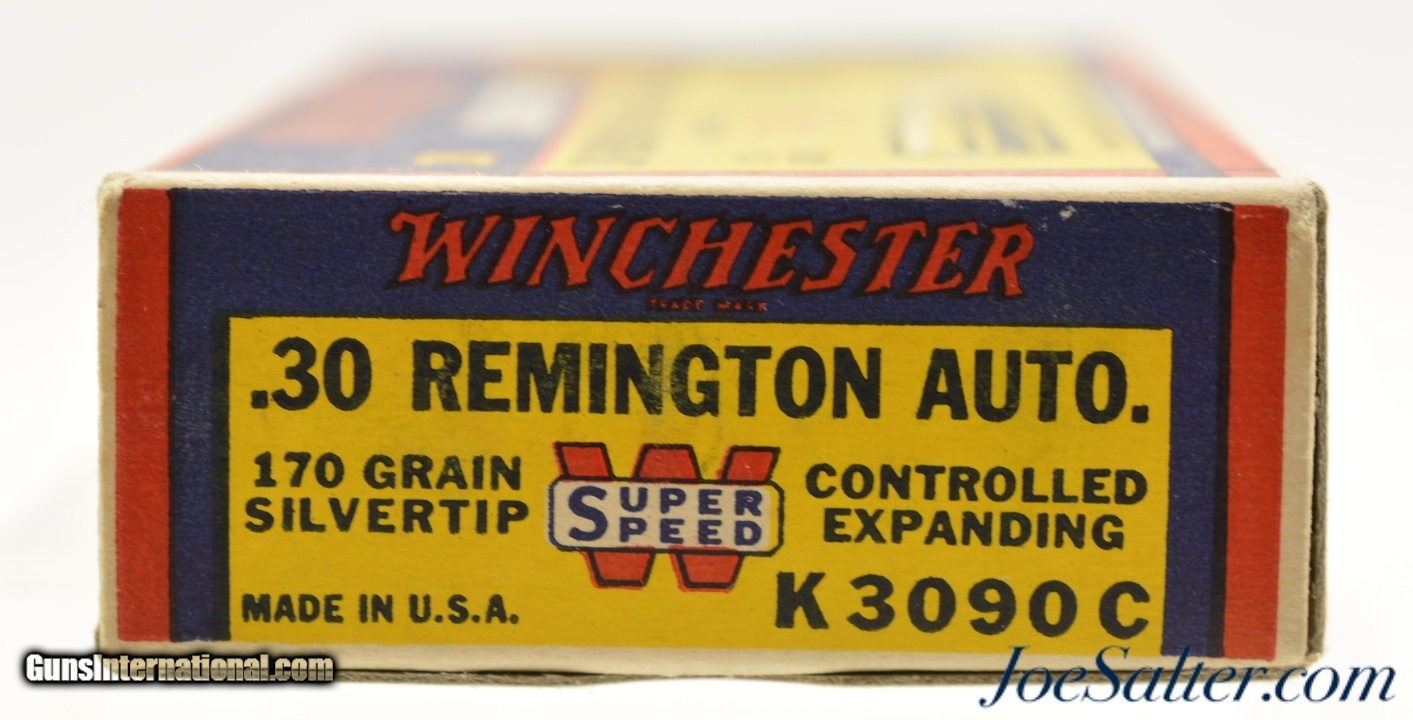 WINCHESTER
TRADE MARK
.30 REMINGTON AUTO.
170 GRAIN
SILVERTIP
SUPER
SPEED
CONTROLLED
EXPANDING
MADE IN U.S.A.
K3090C
GunsInternational.com
JoeSalter.com